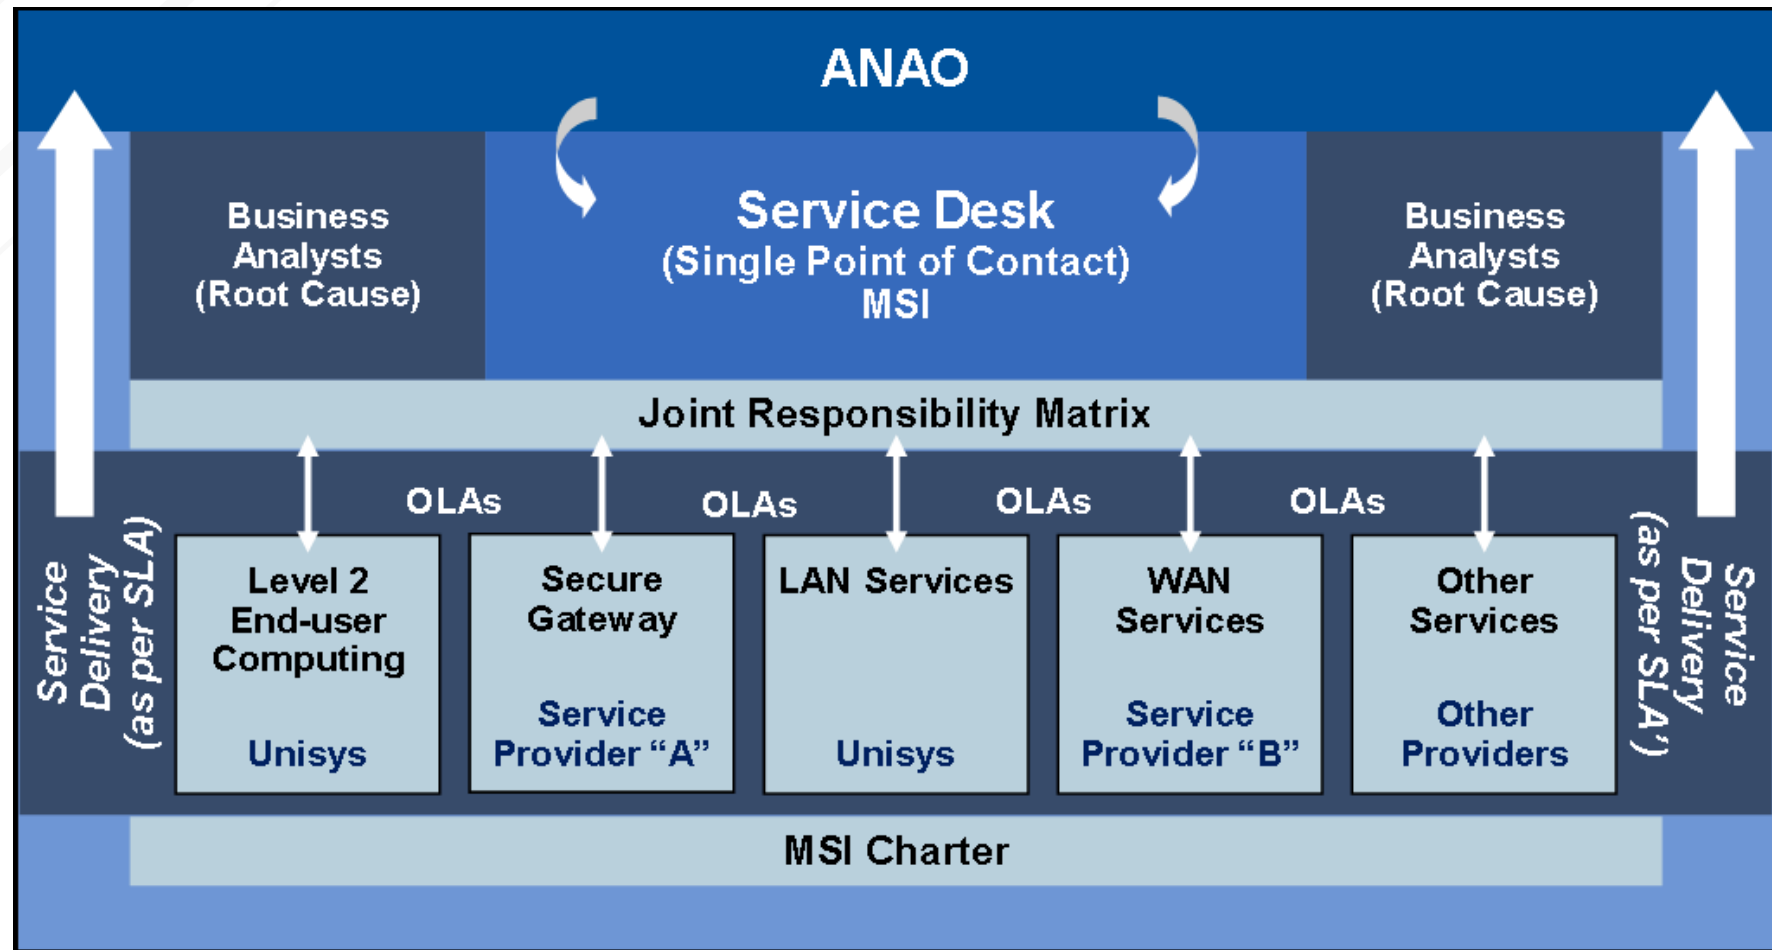 ANAO
Business
Analysts
(Root Cause)
Service Desk
(Single Point of Contact)
MSI
Business
Analysts
(Root Cause)
Joint Responsibility Matrix
OLAs
OLAs
OLAs
OLAs
Service
Delivery
(as per SLA)
Level 2
End-user
Computing
Unisys
Secure
Gateway
Service
Provider “A”
LAN Services
Unisys
WAN
Services
Service
Provider “B”
Other
Services
Other
Providers
Service
Delivery
(as per SLA’)
MSI Charter